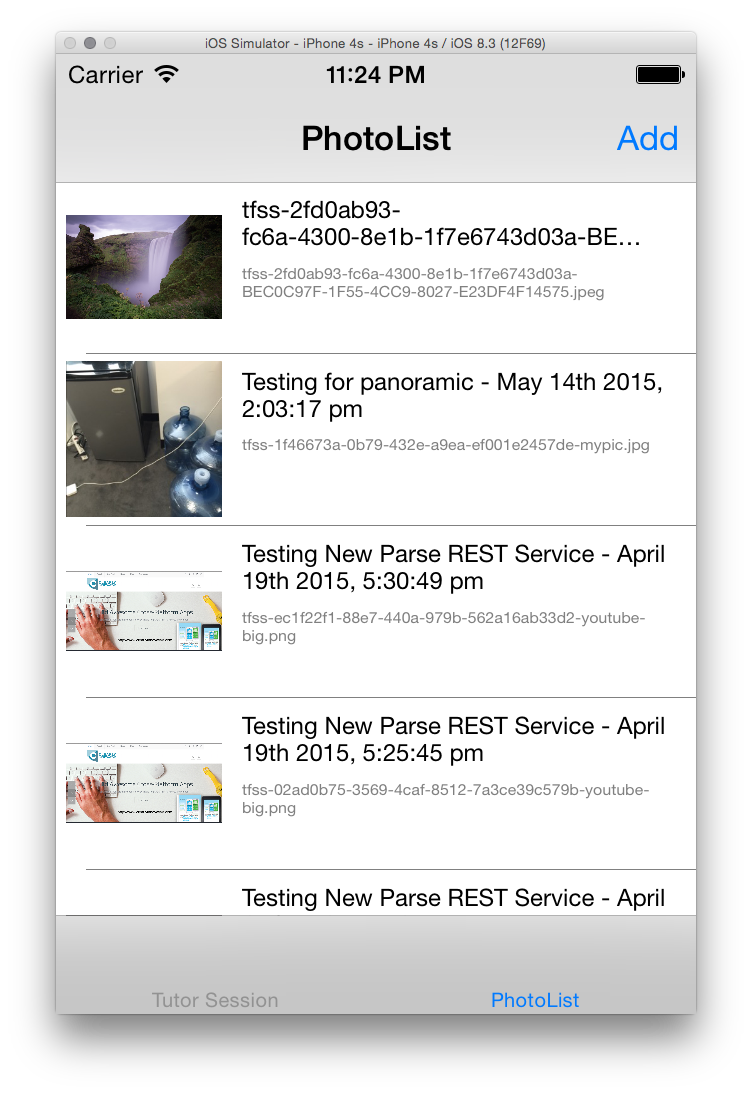 iOS Simulator - iPhone 4s - iPhone 4s / iOS 8.3 (12F69)
Carrier 11:24 PM
PhotoList Add
tfss-2fd0ab93-
fc6a-4300-8e1b-1f7e6743d03a-BE…
tfss-2fd0ab93-fc6a-4300-8e1b-1f7e6743d03a-
BEC0C97F-1F55-4CC9-8027-E23DF4F14575.jpeg
Testing for panoramic - May 14th 2015,
2:03:17 pm
tfss-1f46673a-0b79-432e-a9ea-ef001e2457de-mypic.jpg
Testing New Parse REST Service - April
19th 2015, 5:30:49 pm
tfss-ec1f22f1-88e7-440a-979b-562a16ab33d2-youtube-
big.png
Testing New Parse REST Service - April
19th 2015, 5:25:45 pm
tfss-02ad0b75-3569-4caf-8512-7a3ce39c579b-youtube-
big.png
Testing New Parse REST Service - April
Tutor Session PhotoList